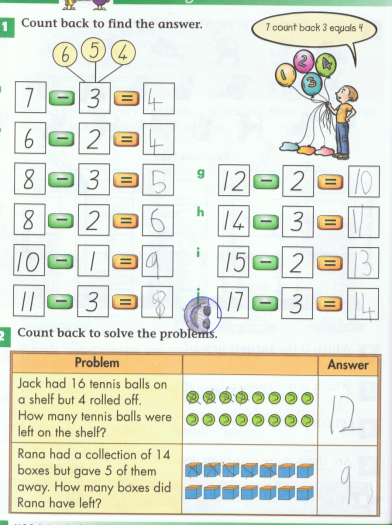 1 Count back to find the answer.
7 count back 3 equals 4
6 5 4
1 2 3 4
7 − 3 = 4
6 − 2 = 4
8 − 3 = 5
8 − 2 = 6
10 − 1 = 9
11 − 3 = 8
g 12 − 2 = 10
h 14 − 3 = 11
i 15 − 2 = 13
j 17 − 3 = 14
2 Count back to solve the problems.
Problem Answer
Jack had 16 tennis balls on
a shelf but 4 rolled off.
How many tennis balls were
left on the shelf?
12
Rana had a collection of 14
boxes but gave 5 of them
away. How many boxes did
Rana have left?
9